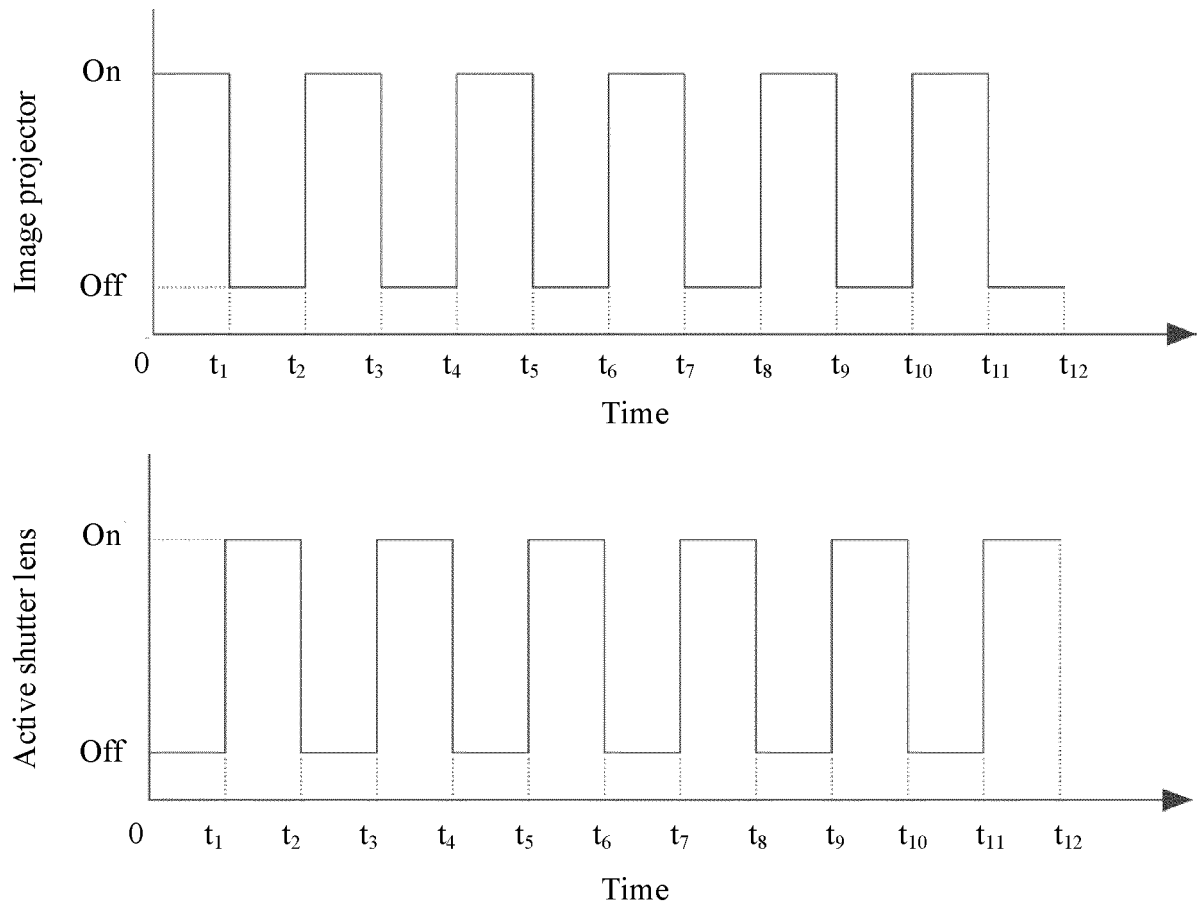 Image projector
On
Off
0 t₁ t₂ t₃ t₄ t₅ t₆ t₇ t₈ t₉ t₁₀ t₁₁ t₁₂
Time
Active shutter lens
On
Off
0 t₁ t₂ t₃ t₄ t₅ t₆ t₇ t₈ t₉ t₁₀ t₁₁ t₁₂
Time